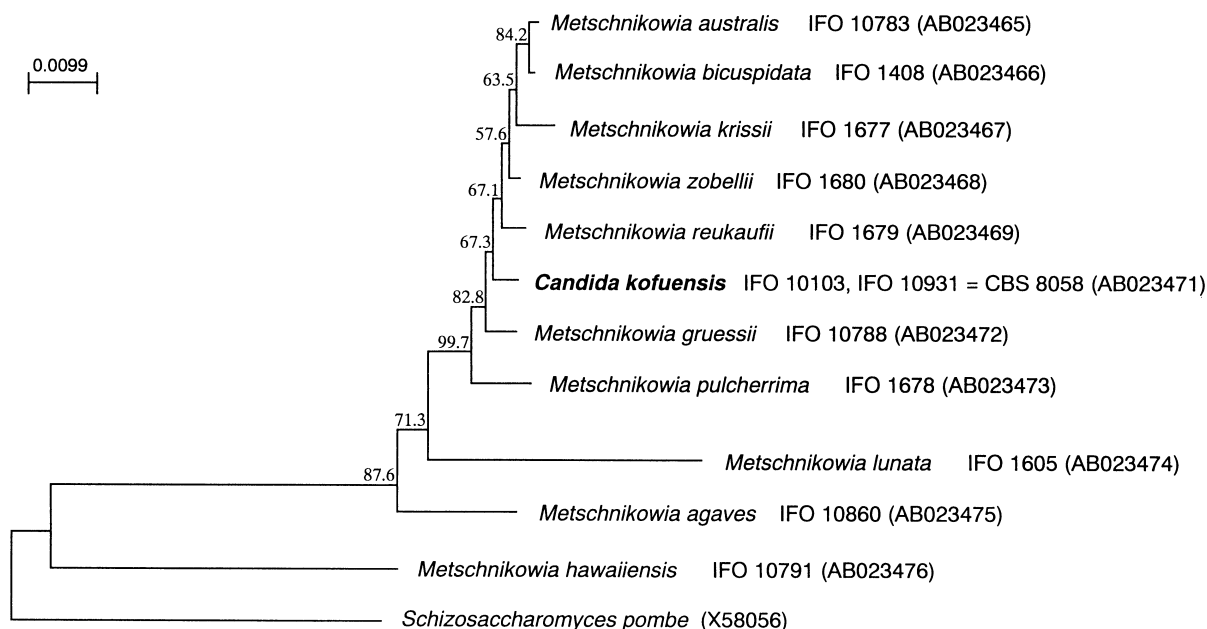 84.2 Metschnikowia australis IFO 10783 (AB023465)
0.0099
63.5 Metschnikowia bicuspidata IFO 1408 (AB023466)
57.6 Metschnikowia krissii IFO 1677 (AB023467)
67.1 Metschnikowia zobellii IFO 1680 (AB023468)
67.3 Metschnikowia reukaufii IFO 1679 (AB023469)
82.8 Candida kofuensis IFO 10103, IFO 10931 = CBS 8058 (AB023471)
99.7 Metschnikowia gruessii IFO 10788 (AB023472)
Metschnikowia pulcherrima IFO 1678 (AB023473)
71.3
87.6 Metschnikowia lunata IFO 1605 (AB023474)
Metschnikowia agaves IFO 10860 (AB023475)
Metschnikowia hawaiiensis IFO 10791 (AB023476)
Schizosaccharomyces pombe (X58056)